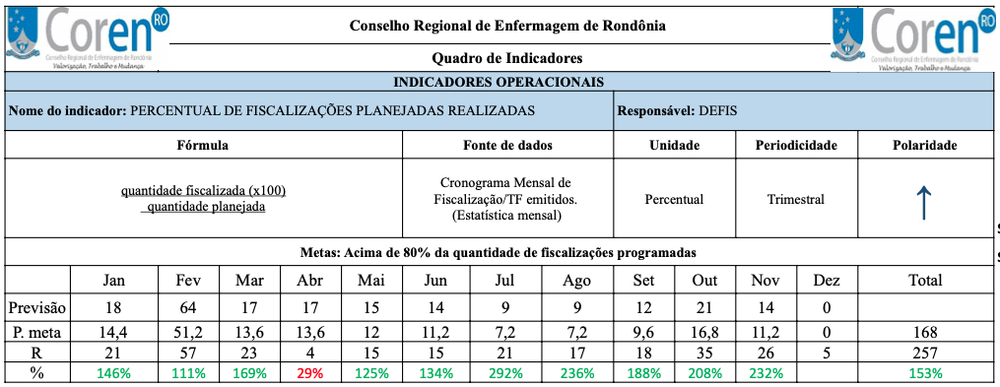 Coren RO
Conselho Regional de Enfermagem de Rondônia
Valorização, Trabalho e Mudança
Conselho Regional de Enfermagem de Rondônia
Quadro de Indicadores
Coren RO
Conselho Regional de Enfermagem de Rondônia
Valorização, Trabalho e Mudança
INDICADORES OPERACIONAIS
Nome do indicador: PERCENTUAL DE FISCALIZAÇÕES PLANEJADAS REALIZADAS Responsável: DEFIS
Fórmula Fonte de dados Unidade Periodicidade Polaridade
quantidade fiscalizada (x100)
quantidade planejada
Cronograma Mensal de
Fiscalização/TF emitidos.
(Estatística mensal)
Percentual
Trimestral
↑
Metas: Acima de 80% da quantidade de fiscalizações programadas
Jan Fev Mar Abr Mai Jun Jul Ago Set Out Nov Dez Total
Previsão 18 64 17 17 15 14 9 9 12 21 14 0
P. meta 14,4 51,2 13,6 13,6 12 11,2 7,2 7,2 9,6 16,8 11,2 0 168
R 21 57 23 4 15 15 21 17 18 35 26 5 257
% 146% 111% 169% 29% 125% 134% 292% 236% 188% 208% 232% 153%